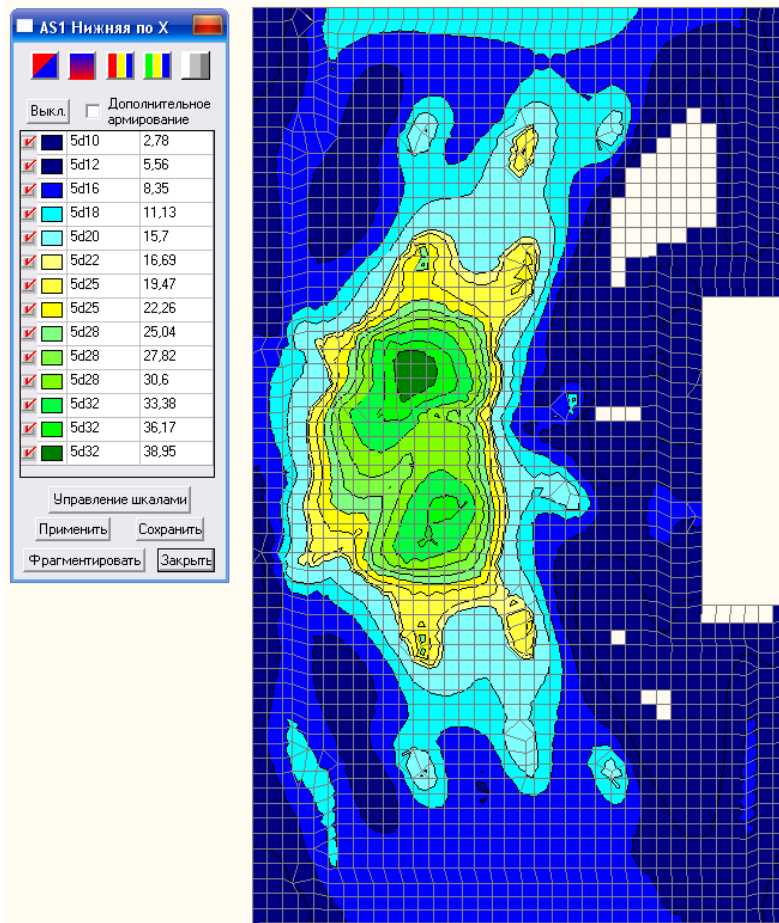 AS1 Нижняя по X
Выкл.
Дополнительное
армирование
5d10 2,78
5d12 5,56
5d16 8,35
5d18 11,13
5d20 15,7
5d22 16,69
5d25 19,47
5d25 22,26
5d28 25,04
5d28 27,82
5d28 30,6
5d32 33,38
5d32 36,17
5d32 38,95
Управление шкалами
Применить Сохранить
Фрагментировать Закрыть